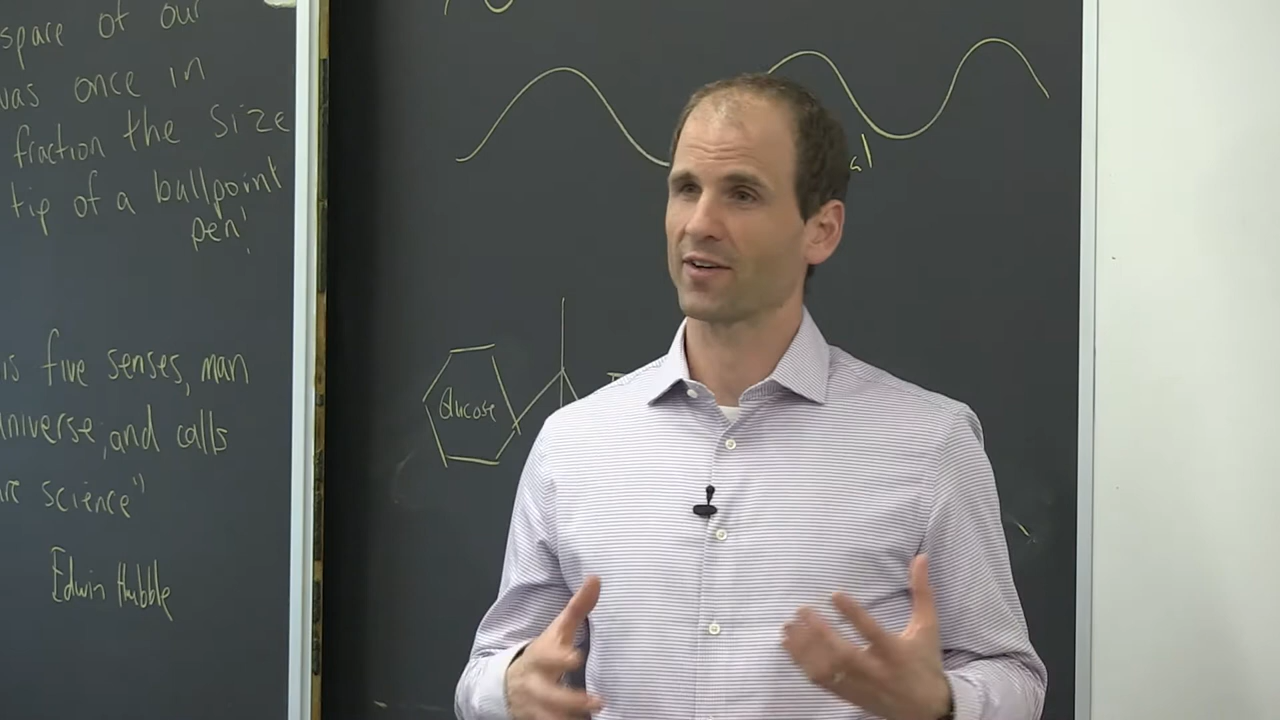 space of our
was once in
fraction the size
tip of a ballpoint
pen!
is five senses, man
universe, and calls
science"
Edwin Hubble
Glucose